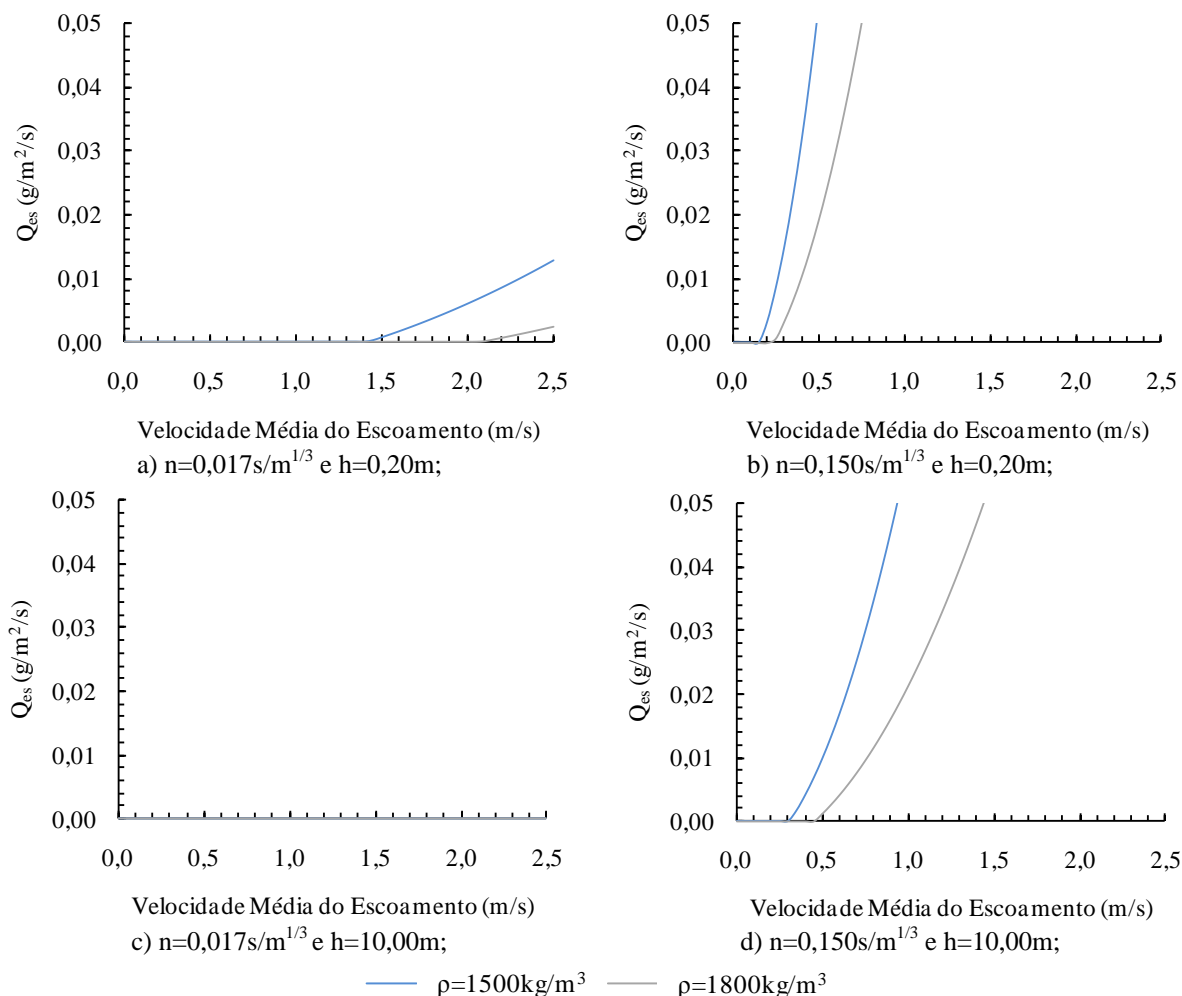 0,05
0,04
0,03
0,02
0,01
0,00
Qes (g/m²/s)
0,0 0,5 1,0 1,5 2,0 2,5
Velocidade Média do Escoamento (m/s)
a) n=0,017s/m^1/3 e h=0,20m;
0,05
0,04
0,03
0,02
0,01
0,00
Qes (g/m²/s)
0,0 0,5 1,0 1,5 2,0 2,5
Velocidade Média do Escoamento (m/s)
b) n=0,150s/m^1/3 e h=0,20m;
0,05
0,04
0,03
0,02
0,01
0,00
Qes (g/m²/s)
0,0 0,5 1,0 1,5 2,0 2,5
Velocidade Média do Escoamento (m/s)
c) n=0,017s/m^1/3 e h=10,00m;
0,05
0,04
0,03
0,02
0,01
0,00
Qes (g/m²/s)
0,0 0,5 1,0 1,5 2,0 2,5
Velocidade Média do Escoamento (m/s)
d) n=0,150s/m^1/3 e h=10,00m;
ρ=1500kg/m³ ρ=1800kg/m³